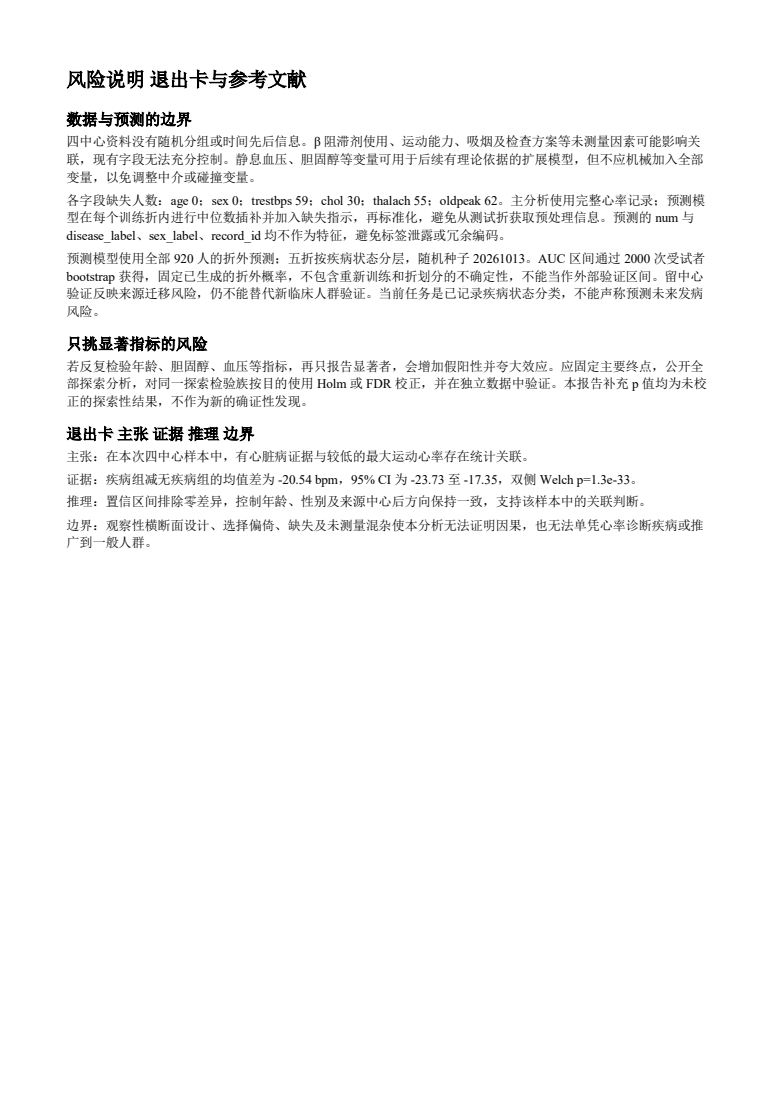 风险说明 退出卡与参考文献
数据与预测的边界
四中心资料没有随机分组或时间先后信息。β 阻滞剂使用、运动能力、吸烟及检查方案等未测量因素可能影响关
联，现有字段无法充分控制。静息血压、胆固醇等变量可用于后续有理论依据的扩展模型，但不应机械加入全部
变量，以免调整中介或碰撞变量。
各字段缺失人数：age 0；sex 0；trestbps 59；chol 30；thalach 55；oldpeak 62。主分析使用完整心率记录；预测模
型在每个训练折内进行中位数插补并加入缺失指示，再标准化，避免从测试折获取预处理信息。预测的 num 与
disease_label、sex_label、record_id 均不作为特征，避免标签泄露或冗余编码。
预测模型使用全部 920 人的折外预测；五折按疾病状态分层，随机种子 20261013。AUC 区间通过 2000 次受试者
bootstrap 获得，固定已生成的折外概率，不包含重新训练和折划分的不确定性，不能当作外部验证区间。留中心
验证反映来源迁移风险，仍不能替代新临床人群验证。当前任务是已记录疾病状态分类，不能声称预测未来发病
风险。
只挑显著指标的风险
若反复检验年龄、胆固醇、血压等指标，再只报告显著者，会增加假阳性并夸大效应。应固定主要终点，公开全
部探索分析，对同一探索检验族按目的使用 Holm 或 FDR 校正，并在独立数据中验证。本报告补充 p 值均为未校
正的探索性结果，不作为新的确证性发现。
退出卡 主张 证据 推理 边界
主张：在本次四中心样本中，有心脏病证据与较低的最大运动心率存在统计关联。
证据：疾病组减无疾病组的均值差为 -20.54 bpm，95% CI 为 -23.73 至 -17.35，双侧 Welch p=1.3e-33。
推理：置信区间排除零差异，控制年龄、性别及来源中心后方向保持一致，支持该样本中的关联判断。
边界：观察性横断面设计、选择偏倚、缺失及未测量混杂使本分析无法证明因果，也无法单凭心率诊断疾病或推
广到一般人群。